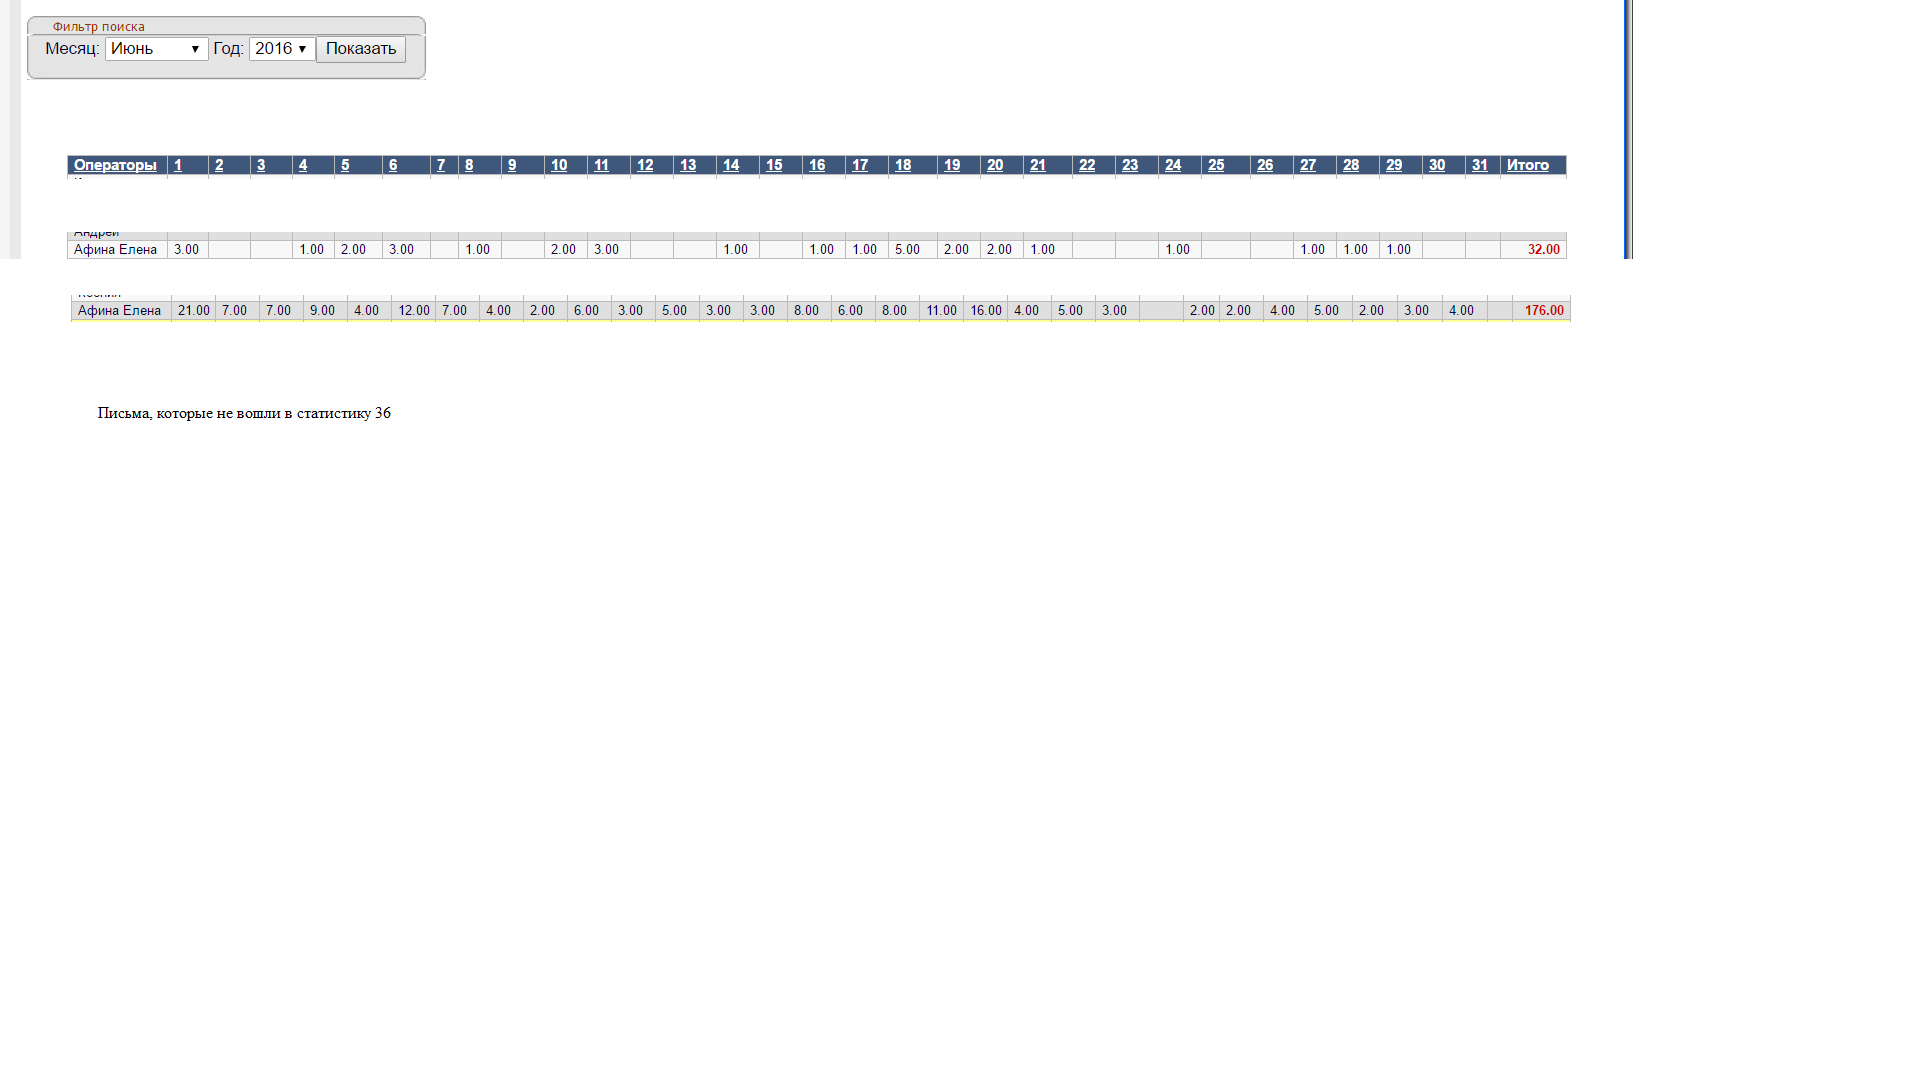 Фильтр поиска
Месяц: Июнь Год: 2016 Показать
Операторы 1 2 3 4 5 6 7 8 9 10 11 12 13 14 15 16 17 18 19 20 21 22 23 24 25 26 27 28 29 30 31 Итого
Андрей
Афина Елена 3.00 1.00 2.00 3.00 1.00 2.00 3.00 1.00 1.00 1.00 5.00 2.00 2.00 1.00 1.00 1.00 1.00 1.00 32.00
Афина Елена 21.00 7.00 7.00 9.00 4.00 12.00 7.00 4.00 2.00 6.00 3.00 5.00 3.00 3.00 8.00 6.00 8.00 11.00 16.00 4.00 5.00 3.00 2.00 2.00 4.00 5.00 2.00 3.00 4.00 176.00
Письма, которые не вошли в статистику 36